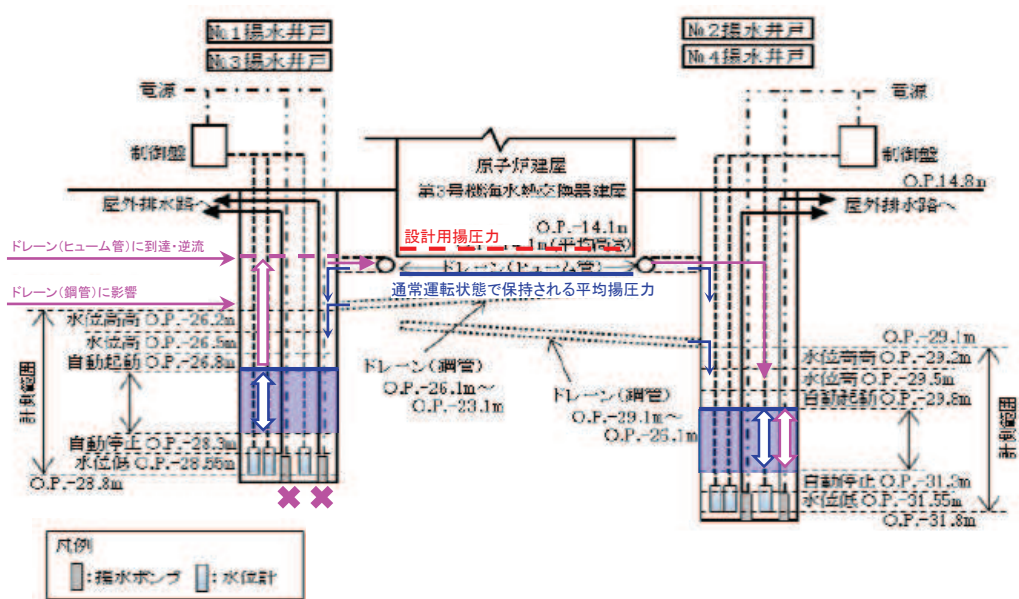 №1揚水井戸
№3揚水井戸
№2揚水井戸
№4揚水井戸
電源
電源
制御盤
制御盤
原子炉建屋
第3号機海水熱交換器建屋
O.P.14.8m
屋外排水路へ
屋外排水路へ
O.P.-14.1m
設計用揚圧力
ドレーン(ヒューム管)に到達・逆流
ドレーン(ヒューム管)
通常運転状態で保持される平均揚圧力
ドレーン(鋼管)に影響
水位高高 O.P.-26.2m
水位高 O.P.-26.5m
自動起動 O.P.-26.8m
計測範囲
自動停止 O.P.-28.3m
水位低 O.P.-28.55m
O.P.-28.8m
ドレーン(鋼管)
O.P.-26.1m~
O.P.-23.1m
ドレーン(鋼管)
O.P.-29.1m~
O.P.-26.1m
O.P.-29.1m
水位高高 O.P.-29.2m
水位高 O.P.-29.5m
自動起動 O.P.-29.8m
計測範囲
自動停止 O.P.-31.3m
水位低 O.P.-31.55m
O.P.-31.8m
凡例
:揚水ポンプ :水位計